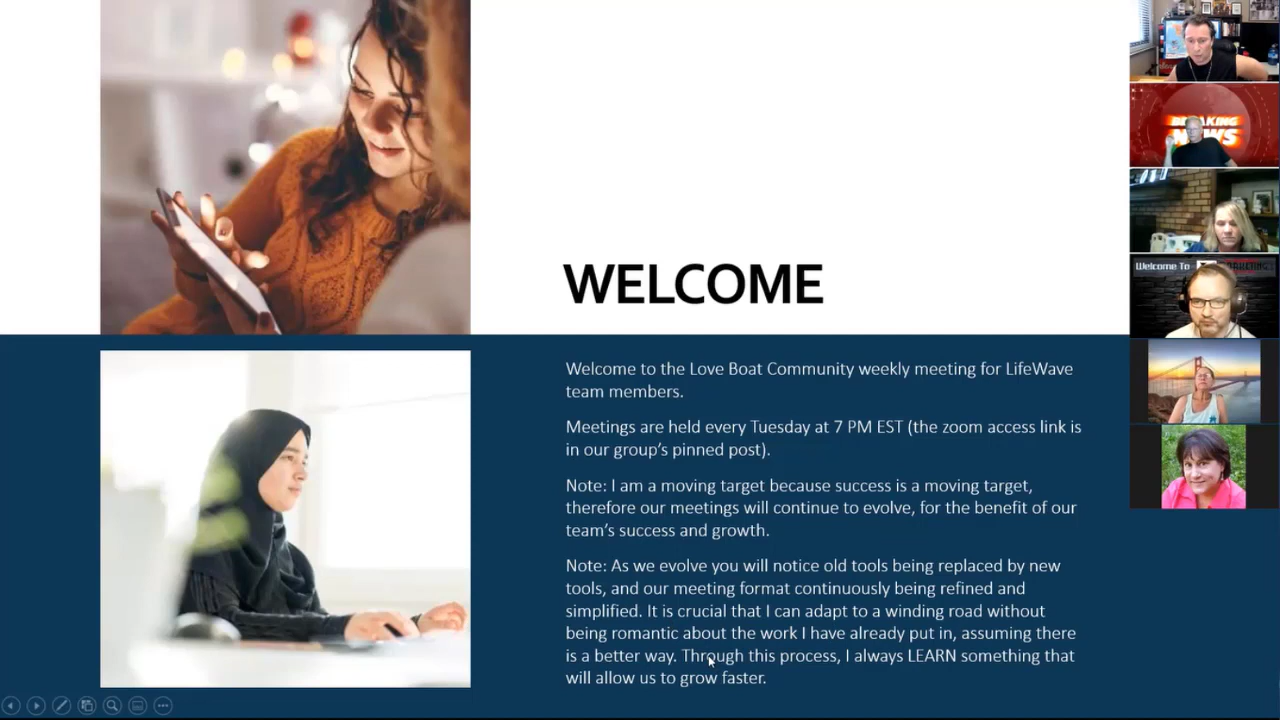 WELCOME
Welcome to the Love Boat Community weekly meeting for LifeWave
team members.
Meetings are held every Tuesday at 7 PM EST (the zoom access link is
in our group’s pinned post).
Note: I am a moving target because success is a moving target,
therefore our meetings will continue to evolve, for the benefit of our
team’s success and growth.
Note: As we evolve you will notice old tools being replaced by new
tools, and our meeting format continuously being refined and
simplified. It is crucial that I can adapt to a winding road without
being romantic about the work I have already put in, assuming there
is a better way. Through this process, I always LEARN something that
will allow us to grow faster.
Welcome To